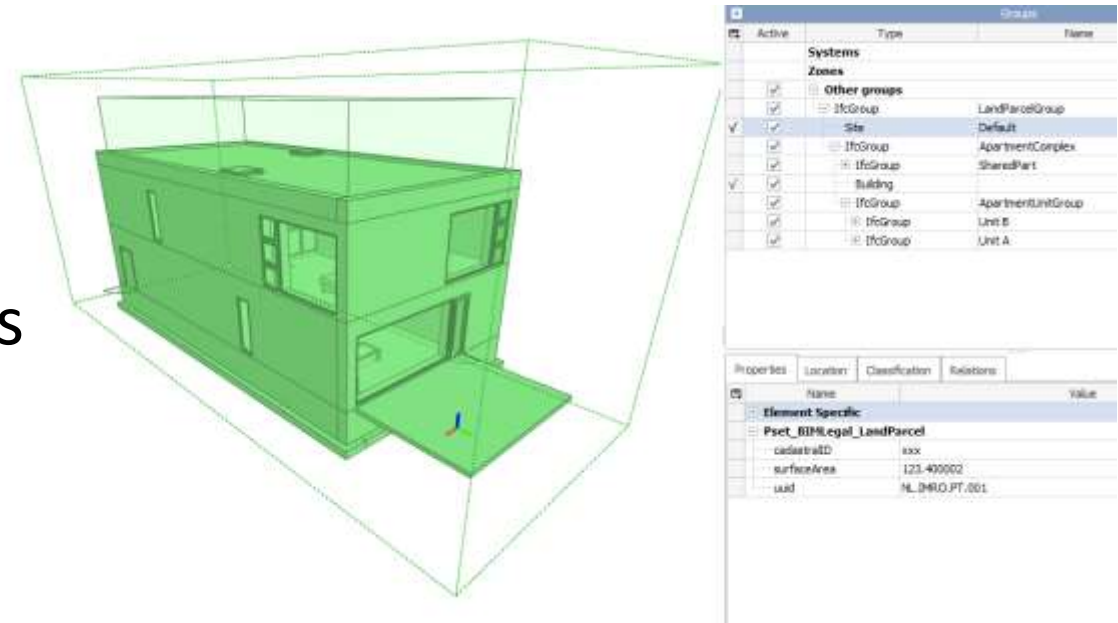 s
Groups
Active Type Name
Systems
Zones
Other groups
IfcGroup LandParcelGroup
Site Default
IfcGroup ApartmentComplex
IfcGroup SharedPart
Building
IfcGroup ApartmentUnitGroup
IfcGroup Unit B
IfcGroup Unit A
Properties Location Classification Relations
Name Value
Element Specific
Pset_BIMLegal_LandParcel
cadastralID xxx
surfaceArea 123.400002
uuid NL.IMRO.PT.001